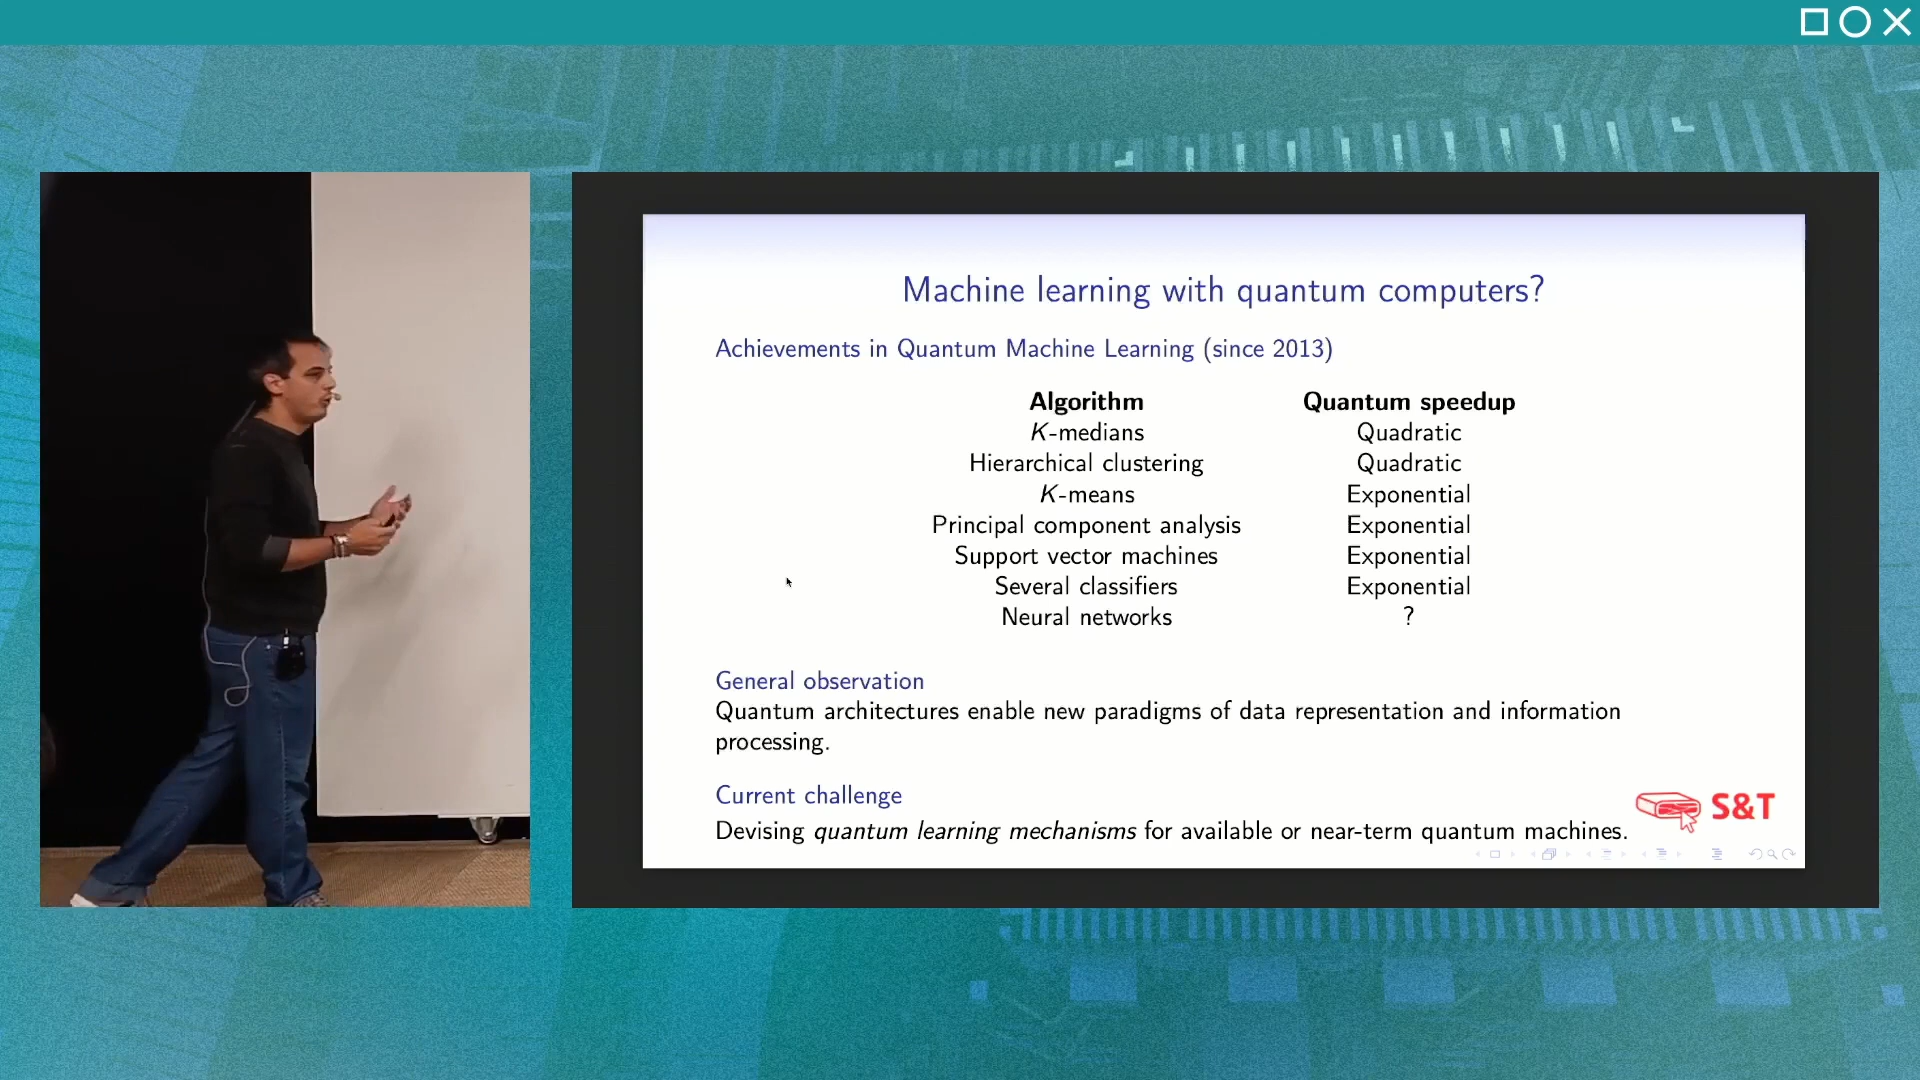 Machine learning with quantum computers?
Achievements in Quantum Machine Learning (since 2013)
Algorithm Quantum speedup
K-medians Quadratic
Hierarchical clustering Quadratic
K-means Exponential
Principal component analysis Exponential
Support vector machines Exponential
Several classifiers Exponential
Neural networks ?
General observation
Quantum architectures enable new paradigms of data representation and information
processing.
Current challenge
Devising quantum learning mechanisms for available or near-term quantum machines.
S&T